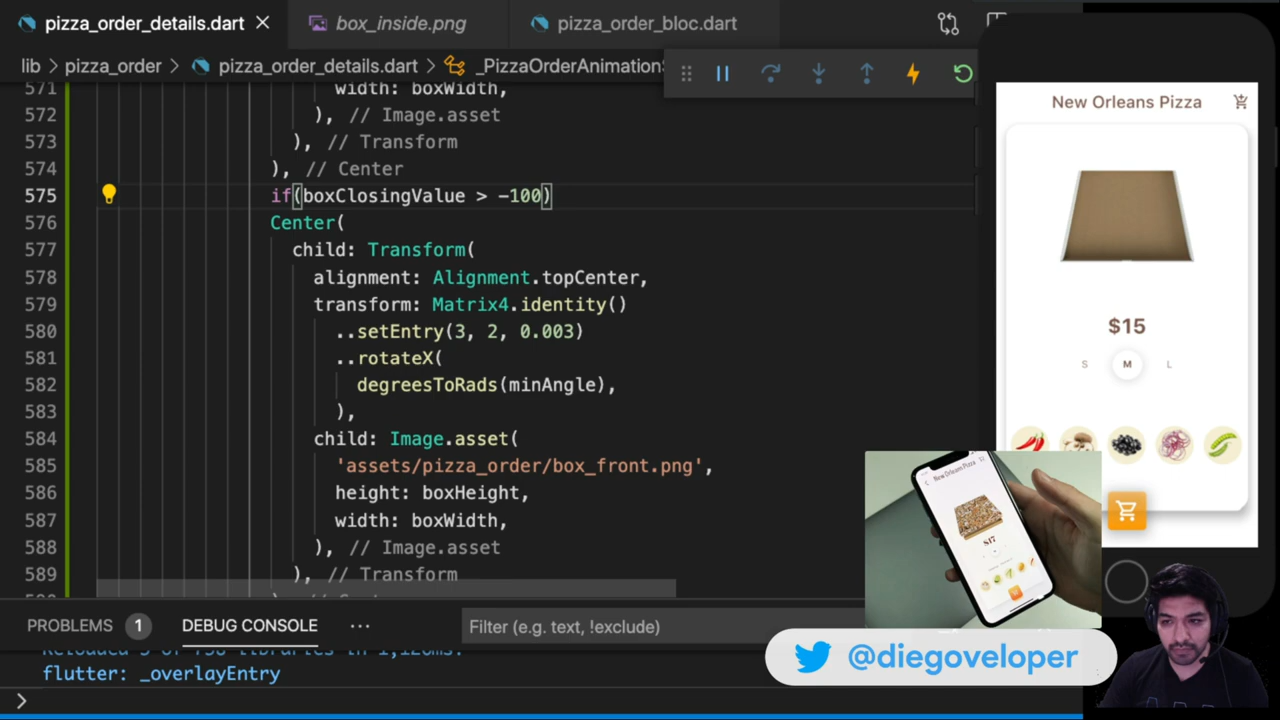 pizza_order_details.dart
box_inside.png
pizza_order_bloc.dart
lib > pizza_order > pizza_order_details.dart > _PizzaOrderAnimation
571 width: boxWidth,
572 ), // Image.asset
573 ), // Transform
574 ), // Center
575 if(boxClosingValue > -100)
576 Center(
577 child: Transform(
578 alignment: Alignment.topCenter,
579 transform: Matrix4.identity()
580 ..setEntry(3, 2, 0.003)
581 ..rotateX(
582 degreesToRads(minAngle),
583 ),
584 child: Image.asset(
585 'assets/pizza_order/box_front.png',
586 height: boxHeight,
587 width: boxWidth,
588 ), // Image.asset
589 ), // Transform
PROBLEMS 1 DEBUG CONSOLE ...
Filter (e.g. text, !exclude)
flutter: _overlayEntry
>
New Orleans Pizza
$15
S M L
New Orleans Pizza
$17
@diegoveloper